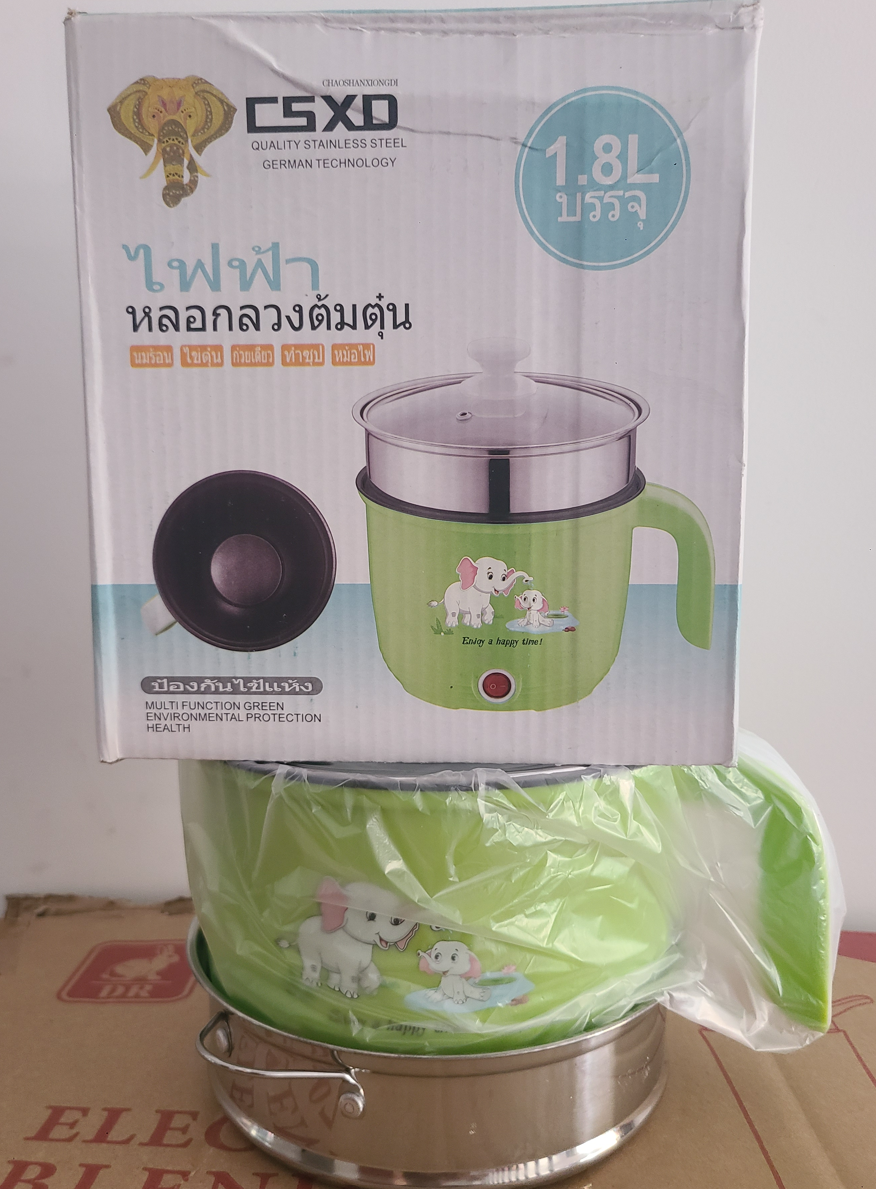 CHAOSHANXIONGDI
CSXD
QUALITY STAINLESS STEEL
GERMAN TECHNOLOGY
1.8L
บรรจุ
ไฟฟ้า
หลอกลวงต้มตุ๋น
นมร้อน ไข่ตุ๋น ก๋วยเตี๋ยว ทำซุป หม้อไฟ
Enjoy a happy time!
ป้องกันไข้แห้ง
MULTI FUNCTION GREEN
ENVIRONMENTAL PROTECTION
HEALTH
a happy
DR
ELEC
BLEN